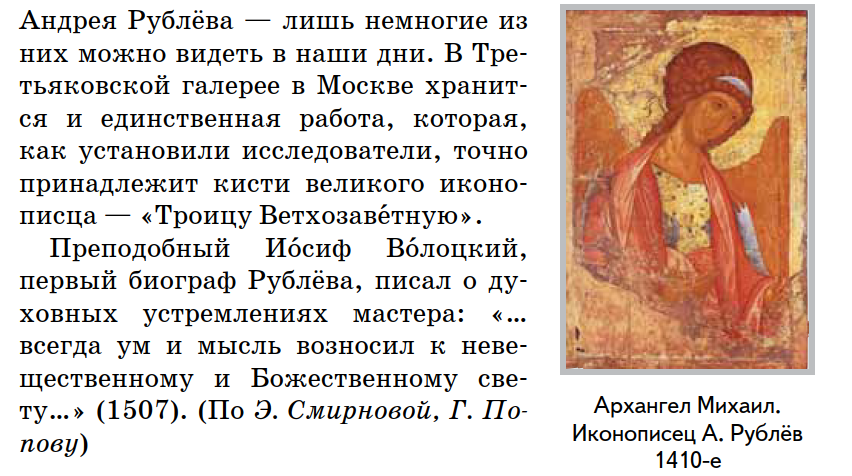 Андрея Рублёва — лишь немногие из
них можно видеть в наши дни. В Тре-
тьяковской галерее в Москве хранит-
ся и единственная работа, которая,
как установили исследователи, точно
принадлежит кисти великого иконо-
писца — «Троицу Ветхозаве́тную».
Преподобный Ио́сиф Во́лоцкий,
первый биограф Рублёва, писал о ду-
ховных устремлениях мастера: «…
всегда ум и мысль возносил к неве-
щественному и Божественному све-
ту…» (1507). (По Э. Смирновой, Г. По-
пову)
Архангел Михаил.
Иконописец А. Рублёв
1410-е